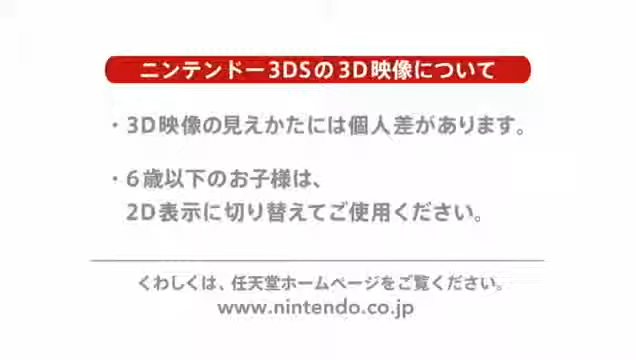 ニンテンドー3DSの3D映像について
・3D映像の見えかたには個人差があります。
・6歳以下のお子様は、
2D表示に切り替えてご使用ください。
くわしくは、任天堂ホームページをご覧ください。
www.nintendo.co.jp